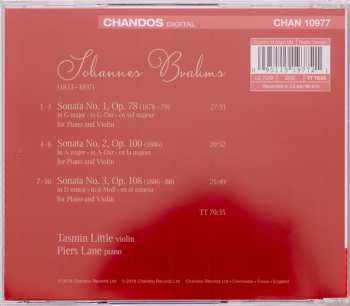 CHANDOS DIGITAL
CHAN 10977
Johannes Brahms
(1833-1897)
1-3 Sonata No. 1, Op. 78 (1878-79) 27:33
in G major · in G-Dur · en sol majeur
for Piano and Violin
4-6 Sonata No. 2, Op. 100 (1886) 20:52
in A major · in A-Dur · en la majeur
for Piano and Violin
7-10 Sonata No. 3, Op. 108 (1886-88) 21:49
in D minor · in d-Moll · en ré mineur
for Piano and Violin
TT 70:35
Tasmin Little violin
Piers Lane piano